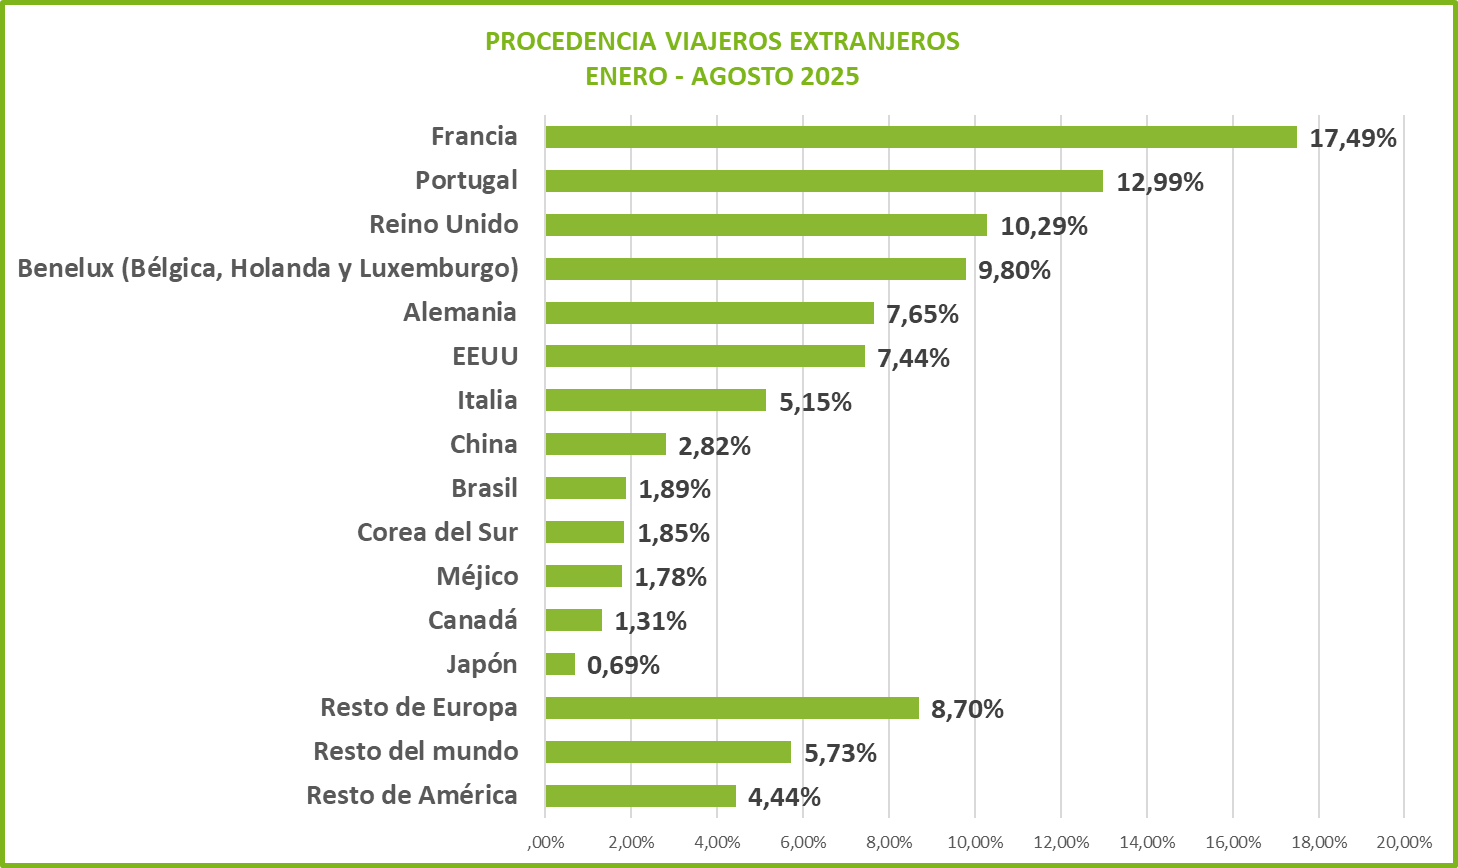 PROCEDENCIA VIAJEROS EXTRANJEROS
ENERO - AGOSTO 2025
Francia 17,49%
Portugal 12,99%
Reino Unido 10,29%
Benelux (Bélgica, Holanda y Luxemburgo) 9,80%
Alemania 7,65%
EEUU 7,44%
Italia 5,15%
China 2,82%
Brasil 1,89%
Corea del Sur 1,85%
Méjico 1,78%
Canadá 1,31%
Japón 0,69%
Resto de Europa 8,70%
Resto del mundo 5,73%
Resto de América 4,44%
,00% 2,00% 4,00% 6,00% 8,00% 10,00% 12,00% 14,00% 16,00% 18,00% 20,00%